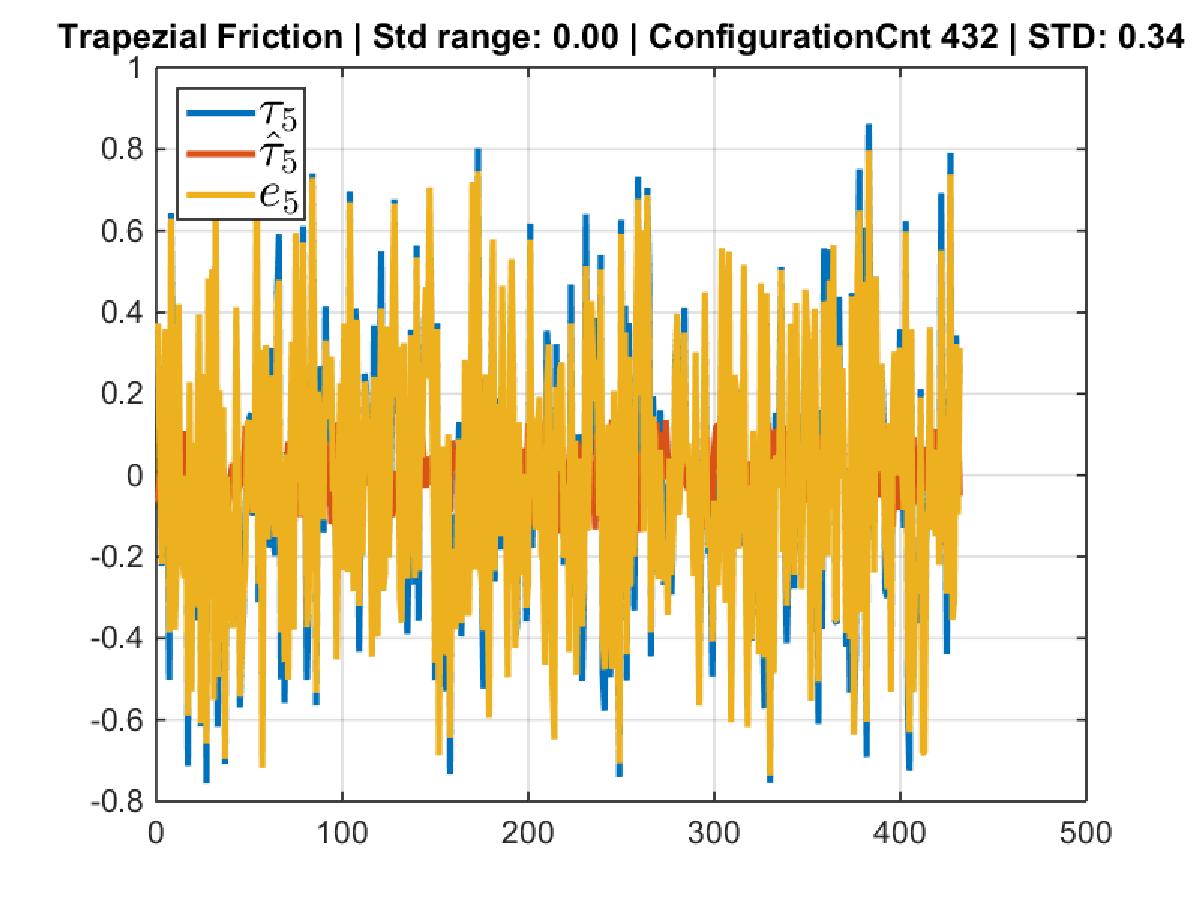 Trapezial Friction | Std range: 0.00 | ConfigurationCnt 432 | STD: 0.34
1
0.8
0.6
0.4
0.2
0
-0.2
-0.4
-0.6
-0.8
τ₅
τ̂₅
e₅
0 100 200 300 400 500